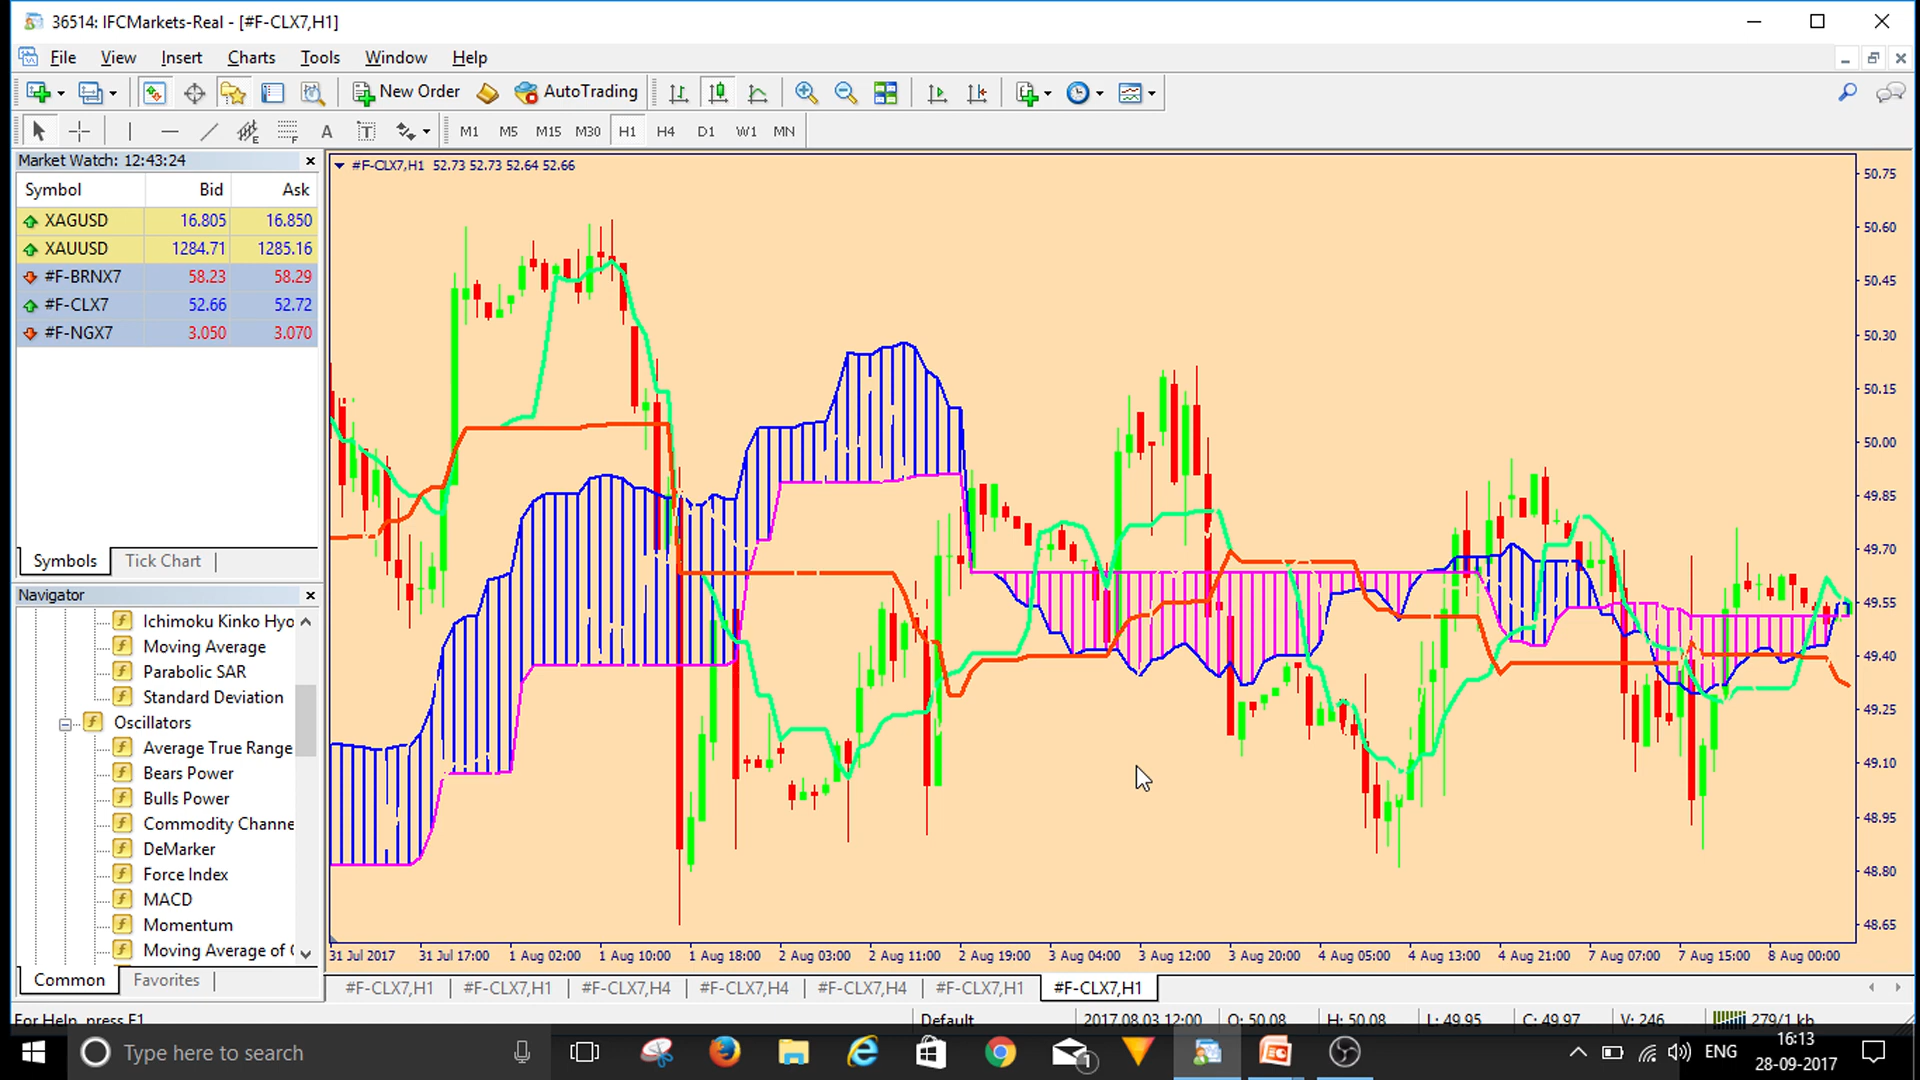 36514: IFCMarkets-Real - [#F-CLX7,H1]
File View Insert Charts Tools Window Help
New Order AutoTrading
A T M1 M5 M15 M30 H1 H4 D1 W1 MN
Market Watch: 12:43:24
Symbol Bid Ask
XAGUSD 16.805 16.850
XAUUSD 1284.71 1285.16
#F-BRNX7 58.23 58.29
#F-CLX7 52.66 52.72
#F-NGX7 3.050 3.070
Symbols Tick Chart
Navigator
Ichimoku Kinko Hyo
Moving Average
Parabolic SAR
Standard Deviation
Oscillators
Average True Range
Bears Power
Bulls Power
Commodity Channe
DeMarker
Force Index
MACD
Momentum
Moving Average of
Common Favorites
#F-CLX7,H1 52.73 52.73 52.64 52.66
50.75
50.60
50.45
50.30
50.15
50.00
49.85
49.70
49.55
49.40
49.25
49.10
48.95
48.80
48.65
31 Jul 2017 31 Jul 17:00 1 Aug 02:00 1 Aug 10:00 1 Aug 18:00 2 Aug 03:00 2 Aug 11:00 2 Aug 19:00 3 Aug 04:00 3 Aug 12:00 3 Aug 20:00 4 Aug 05:00 4 Aug 13:00 4 Aug 21:00 7 Aug 07:00 7 Aug 15:00 8 Aug 00:00
#F-CLX7,H1 #F-CLX7,H1 #F-CLX7,H4 #F-CLX7,H4 #F-CLX7,H4 #F-CLX7,H1 #F-CLX7,H1
For Help, press F1 Default 2017.08.03 12:00 O: 50.08 H: 50.08 L: 49.95 C: 49.97 V: 246 279/1 kb
Type here to search 1 ENG 16:13
28-09-2017